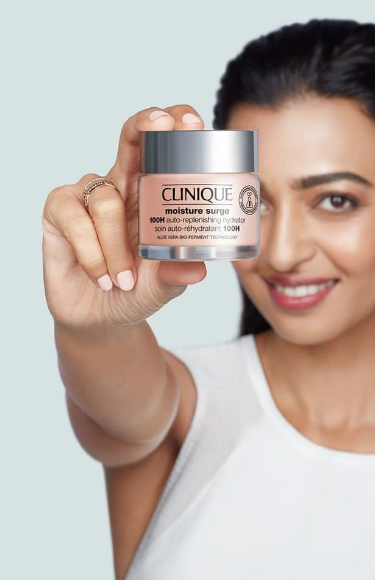 CLINIQUE
moisture surge
100H auto-replenishing hydrator
soin auto-réhydratant 100H
ALOE VERA BIO-FERMENT TECHNOLOGY